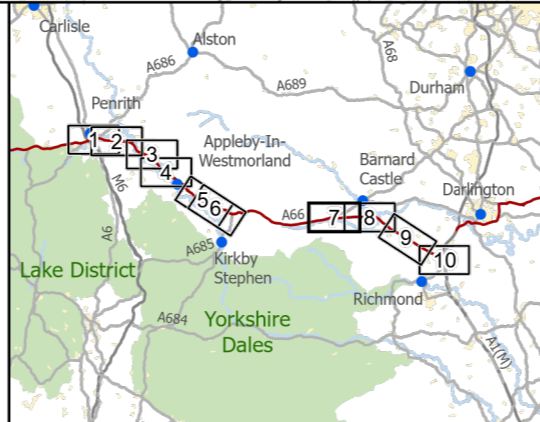 Carlisle
Alston
A68
A686
A689
Durham
Penrith
Appleby-In-
Westmorland
Barnard
Castle
Darlington
1
2
3
4
5
6
7
8
9
10
M6
A66
A6
A685
Kirkby
Stephen
Lake District
Richmond
A684
Yorkshire
Dales
A1(M)